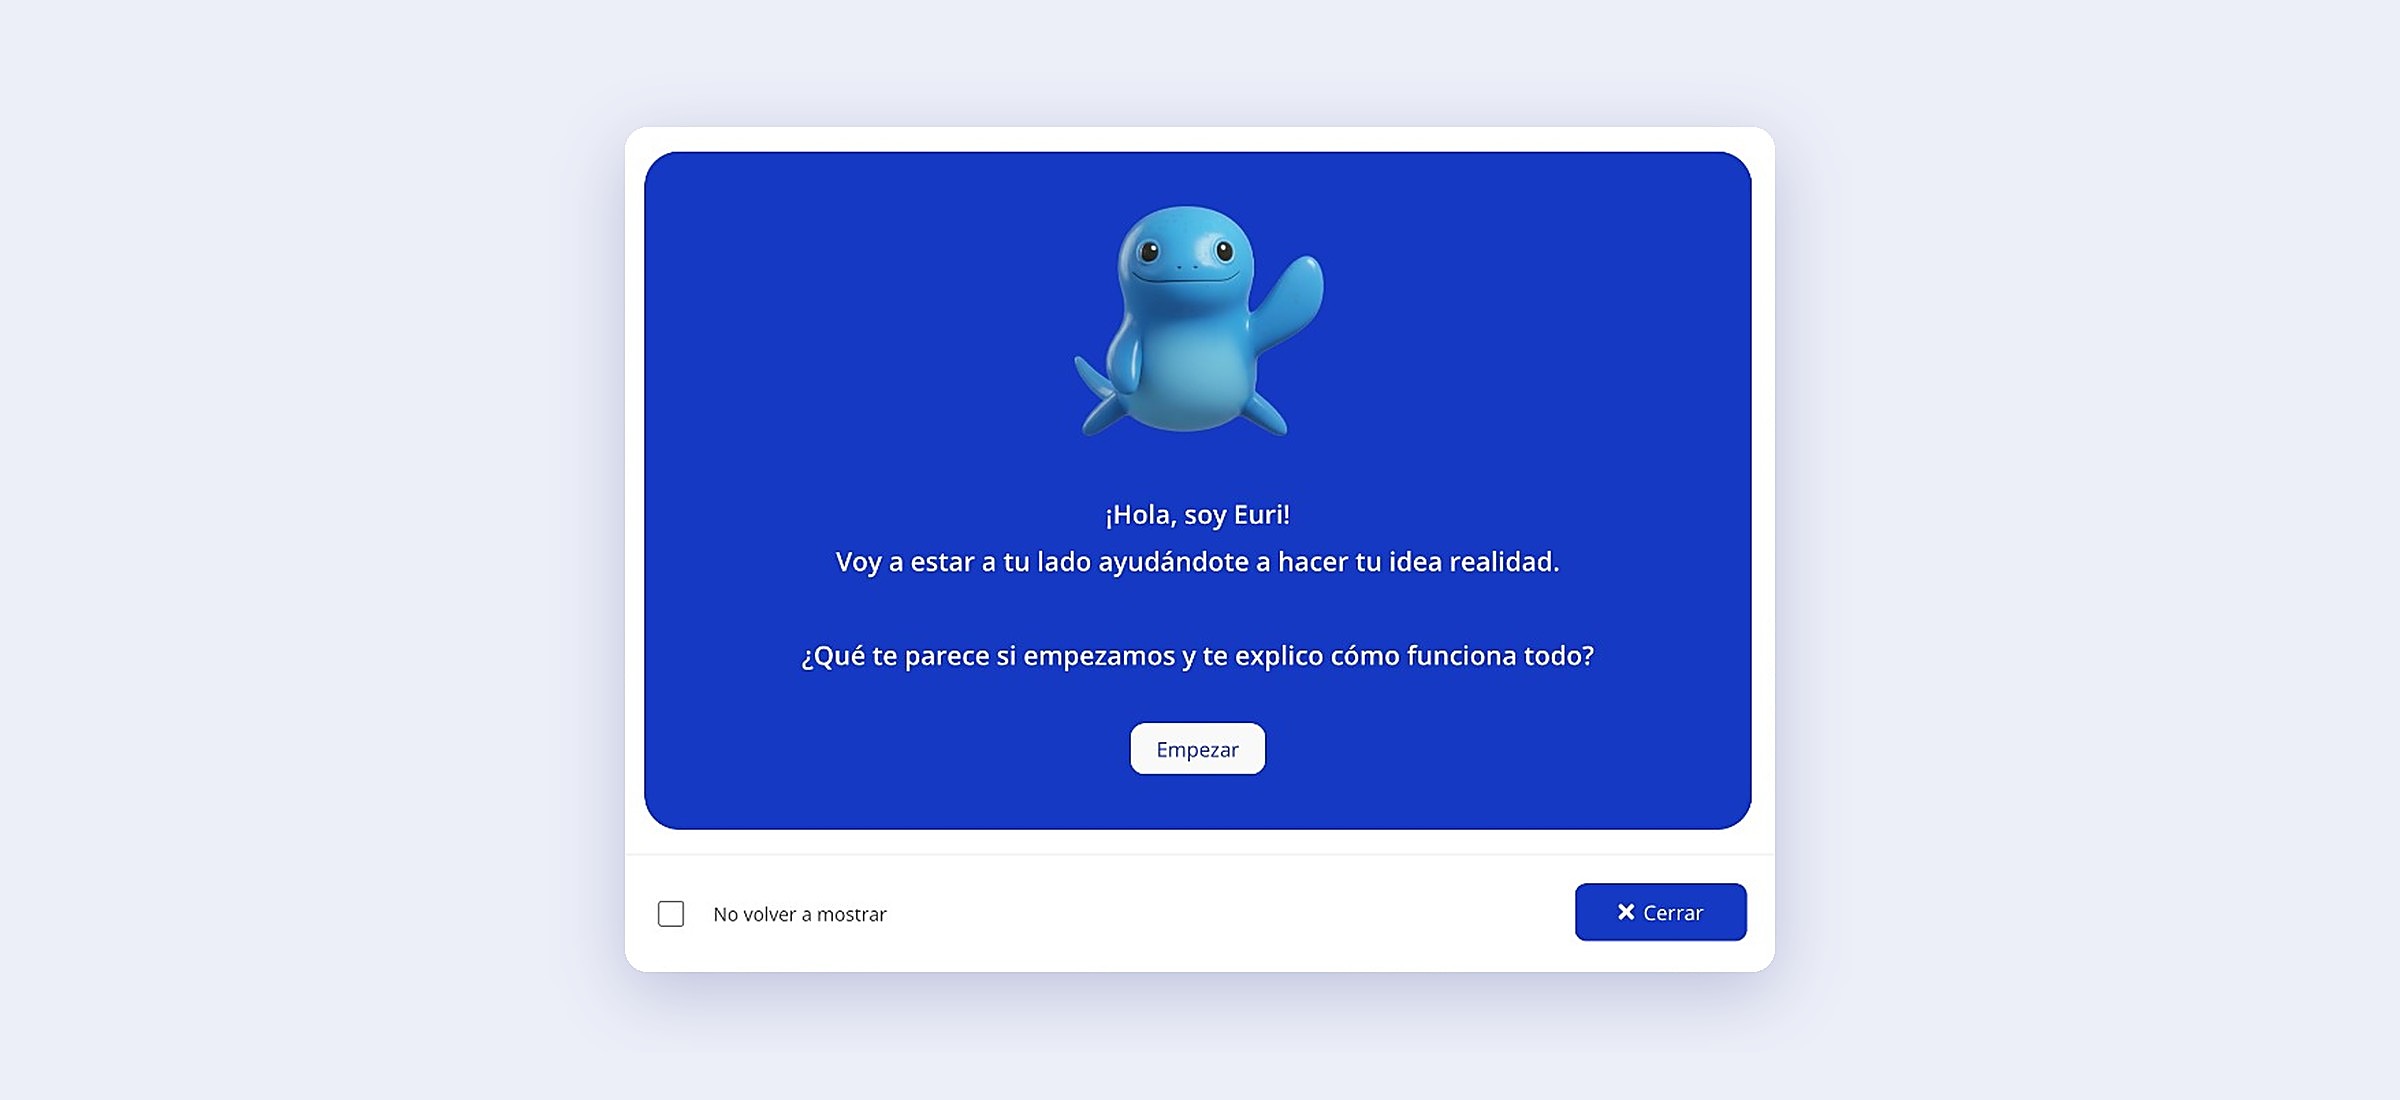 ¡Hola, soy Euri!
Voy a estar a tu lado ayudándote a hacer tu idea realidad.
¿Qué te parece si empezamos y te explico cómo funciona todo?
Empezar
No volver a mostrar
Cerrar